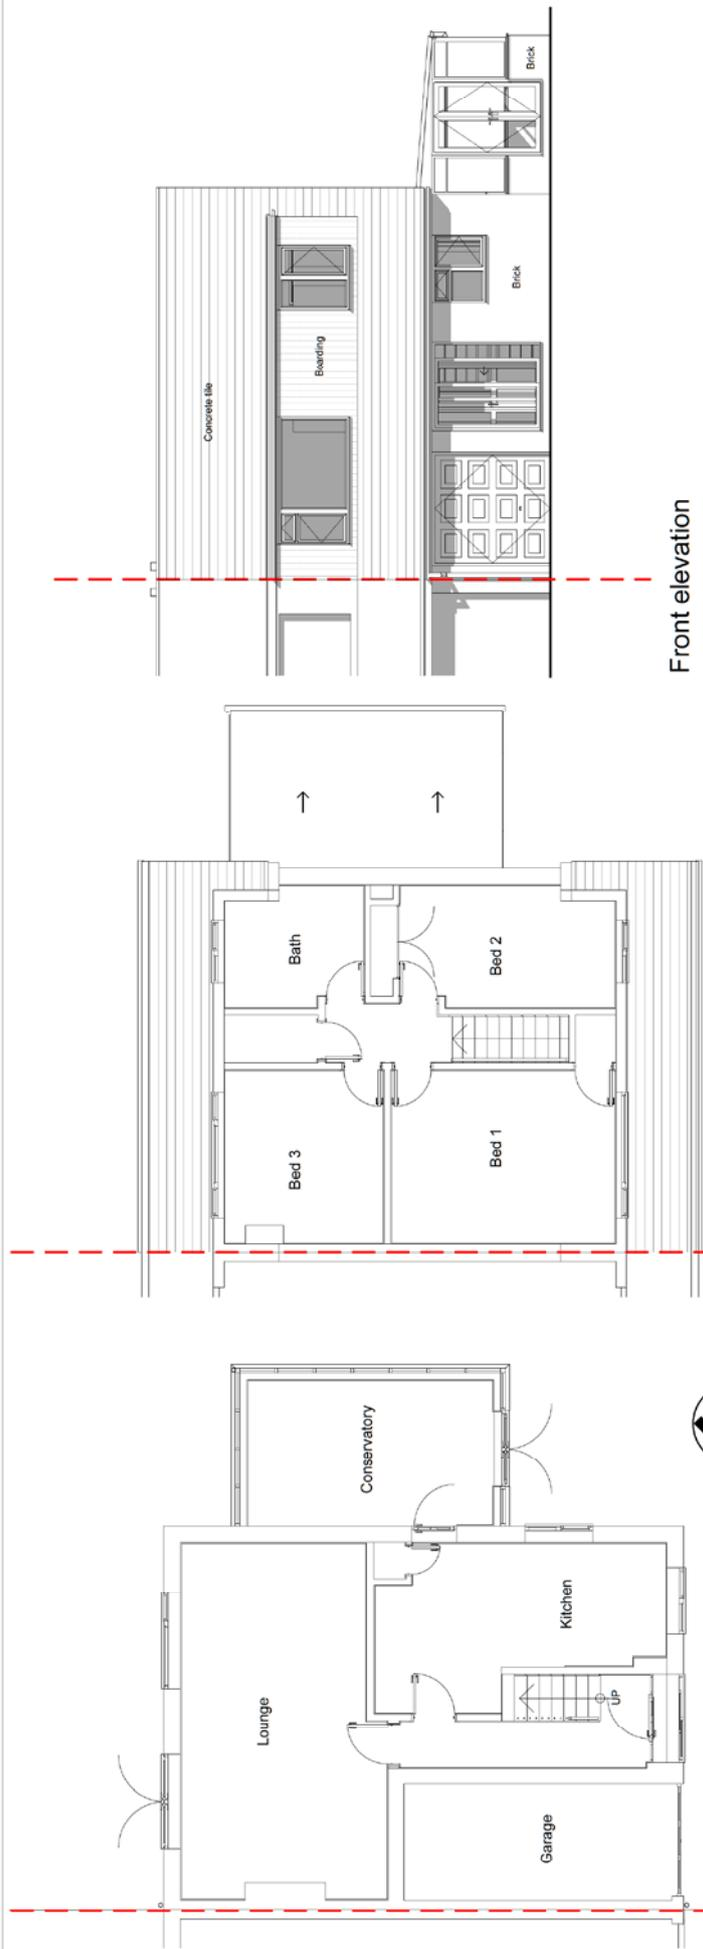 Lounge
Conservatory
Kitchen
UP
Garage
Bed 3
Bath
Bed 1
Bed 2
Concrete tile
Boarding
Brick
Brick
Front elevation